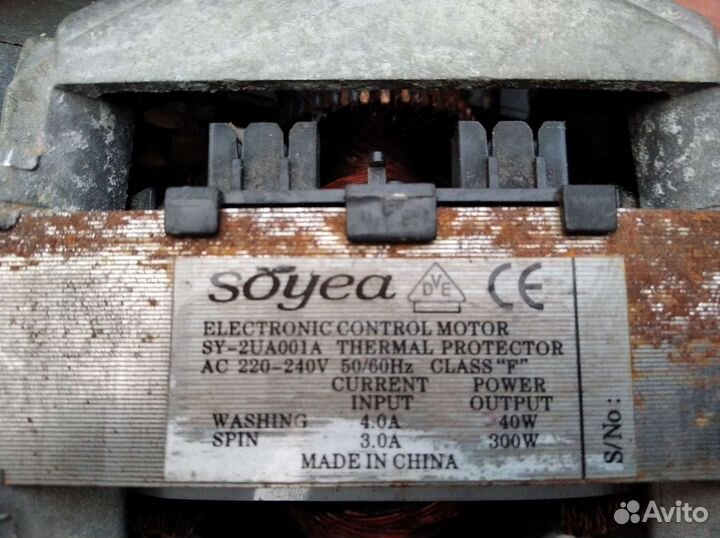 söyea
DVE
CE
ELECTRONIC CONTROL MOTOR
SY-2UA001A THERMAL PROTECTOR
AC 220-240V 50/60Hz CLASS "F"
CURRENT POWER
INPUT OUTPUT
WASHING 4.0A 40W
SPIN 3.0A 300W
MADE IN CHINA
S/No:
Avito